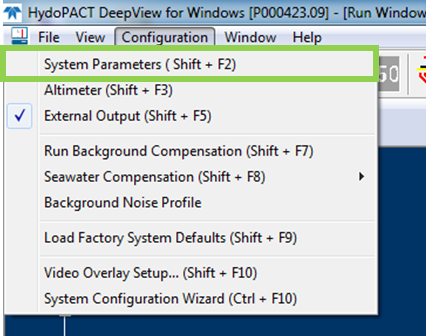 HydoPACT DeepView for Windows [P000423.09] - [Run Window
File View Configuration Window Help
System Parameters ( Shift + F2)
Altimeter (Shift + F3)
External Output (Shift + F5)
Run Background Compensation (Shift + F7)
Seawater Compensation (Shift + F8)
Background Noise Profile
Load Factory System Defaults (Shift + F9)
Video Overlay Setup... (Shift + F10)
System Configuration Wizard (Ctrl + F10)